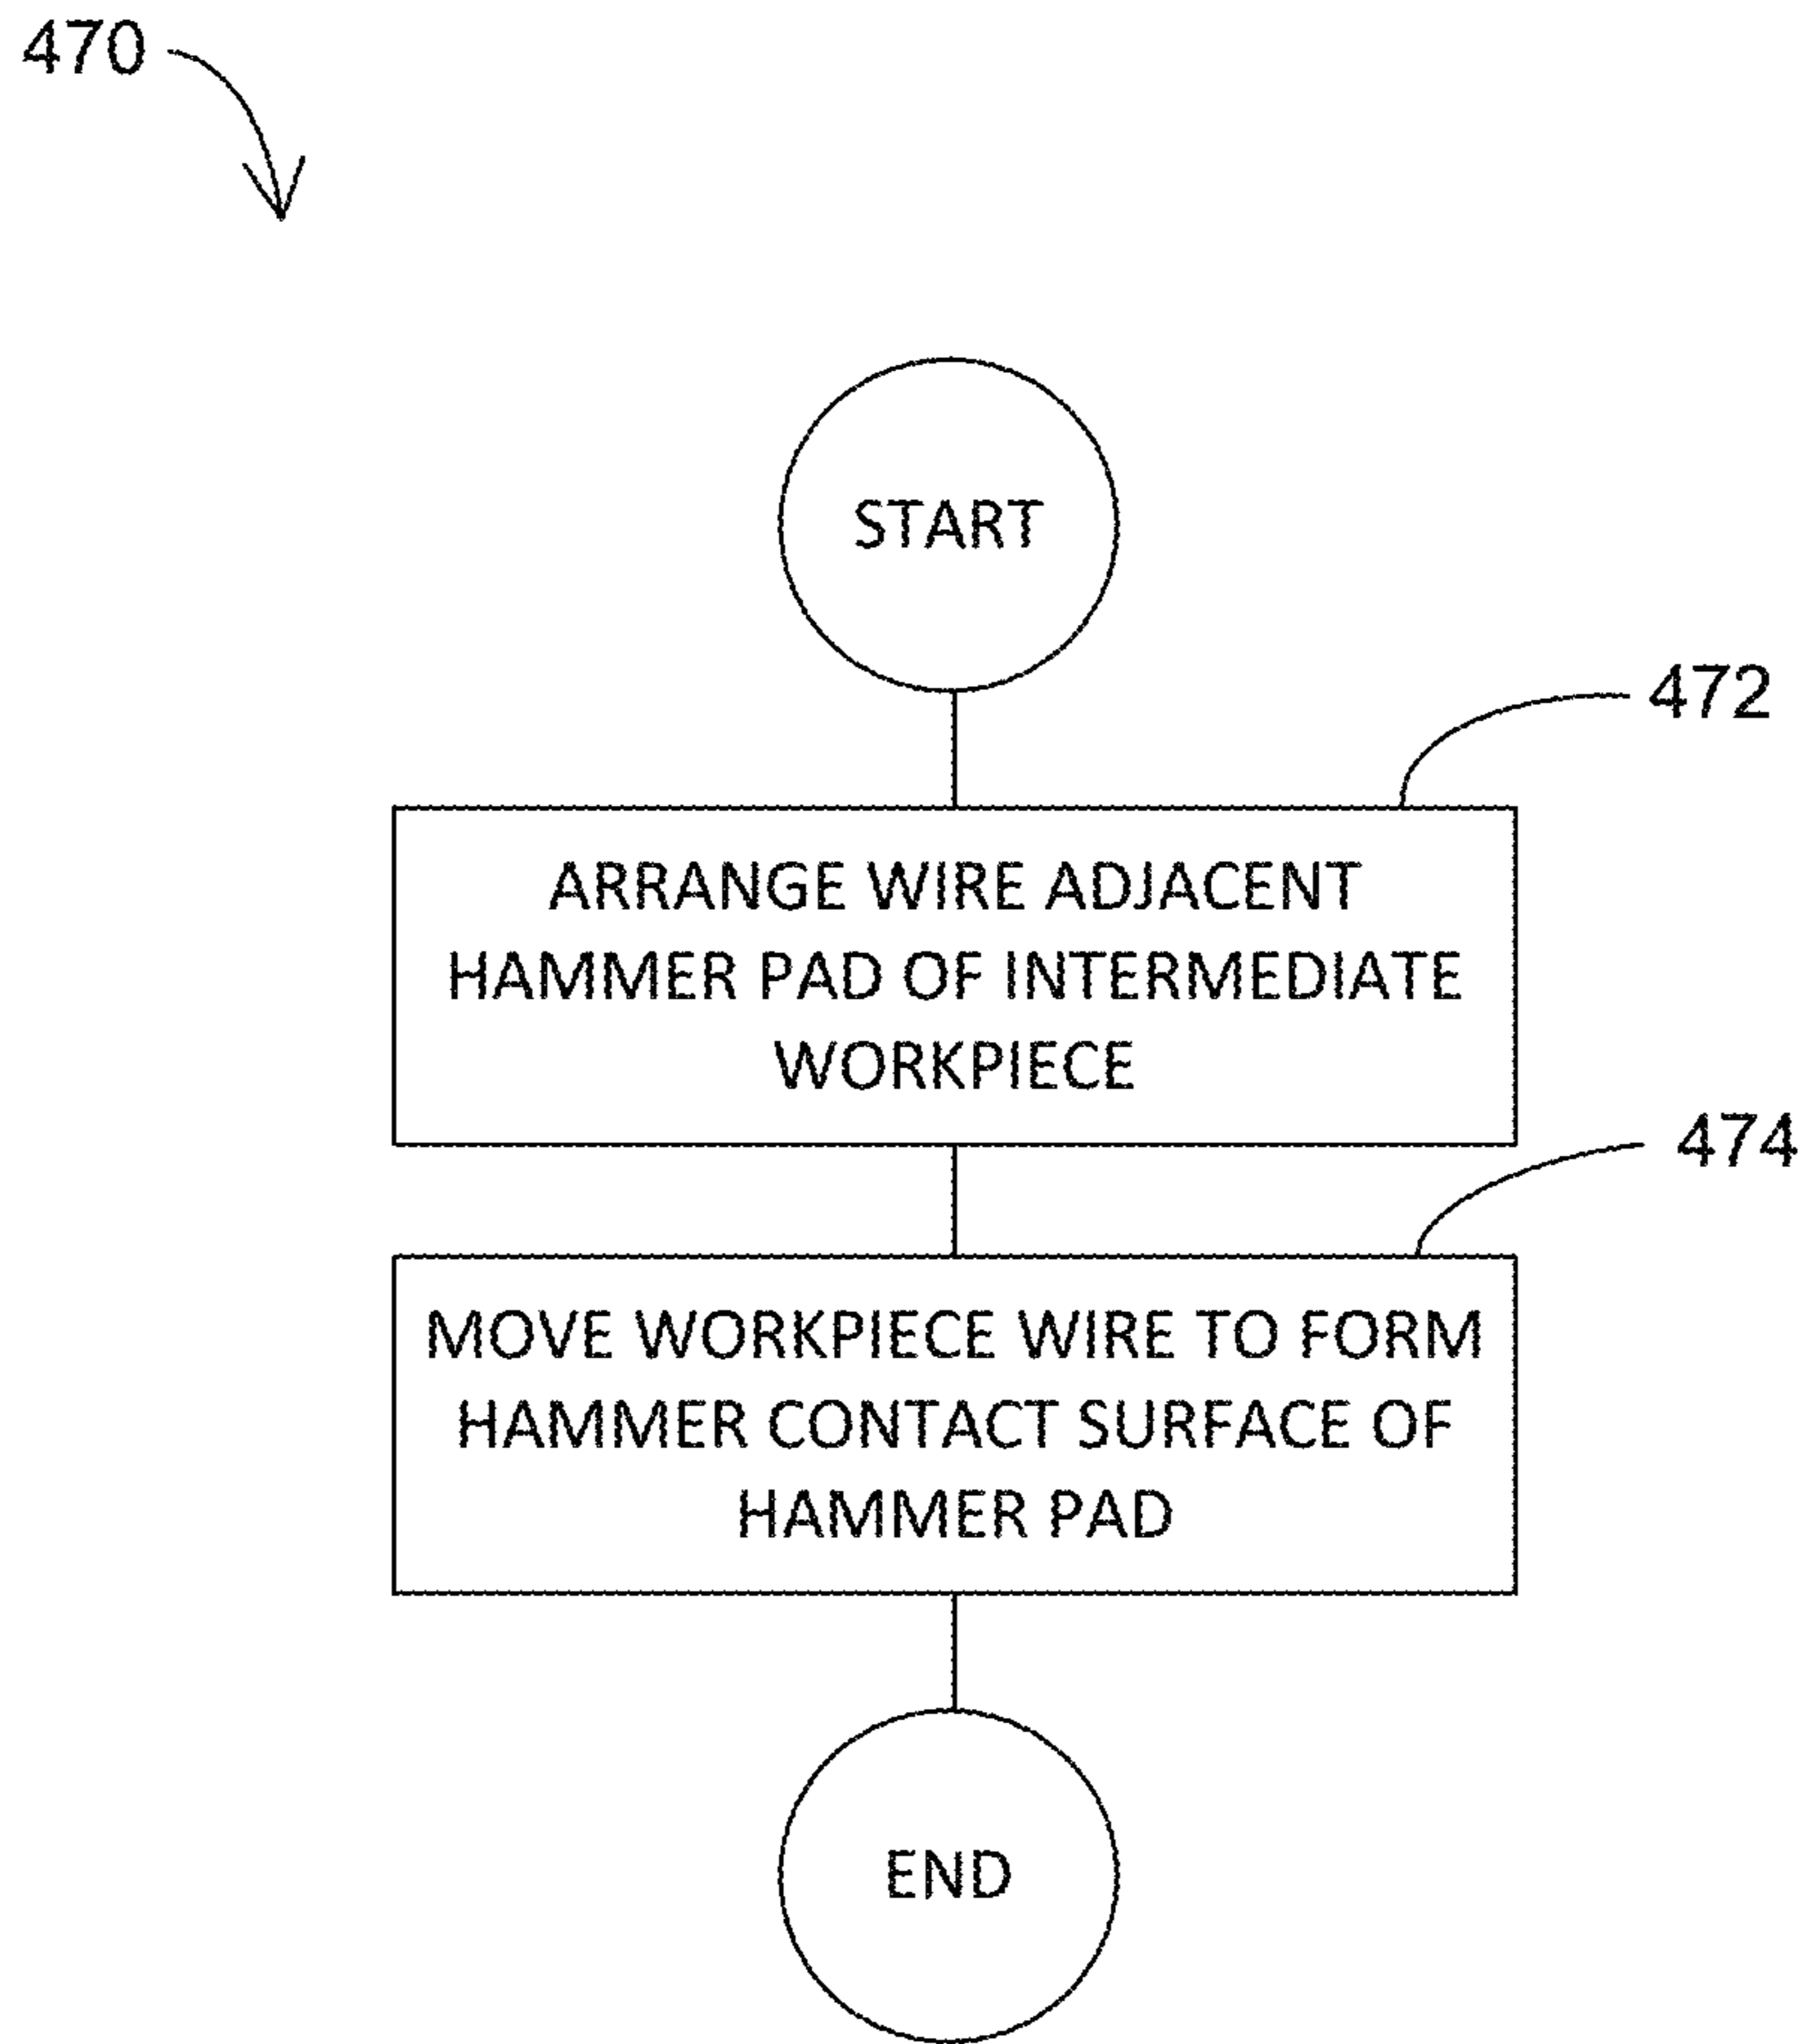 470
START
472
ARRANGE WIRE ADJACENT
HAMMER PAD OF INTERMEDIATE
WORKPIECE
474
MOVE WORKPIECE WIRE TO FORM
HAMMER CONTACT SURFACE OF
HAMMER PAD
END